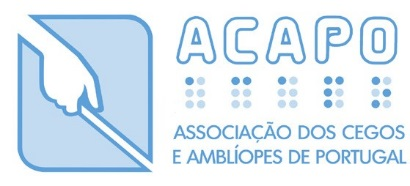 ACAPO
⠁⠉⠁⠏⠕
ASSOCIAÇÃO DOS CEGOS
E AMBLÍOPES DE PORTUGAL